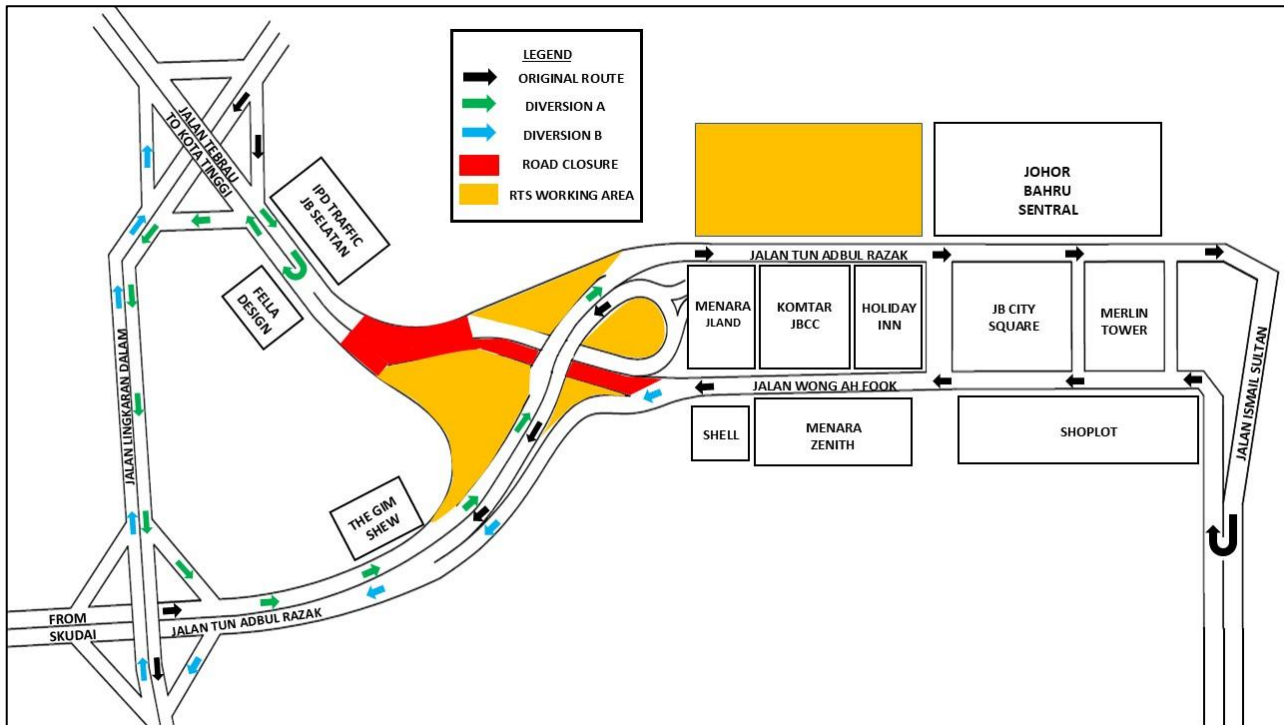 LEGEND
ORIGINAL ROUTE
DIVERSION A
DIVERSION B
ROAD CLOSURE
RTS WORKING AREA
JALAN TEBRAU
TO KOTA TINGGI
IPD TRAFFIC
JB SELATAN
FELLA
DESIGN
JALAN LINGKARAN DALAM
THE GIM
SHEW
FROM
SKUDAI
JALAN TUN ADBUL RAZAK
JOHOR
BAHRU
SENTRAL
JALAN TUN ADBUL RAZAK
MENARA
JLAND
KOMTAR
JBCC
HOLIDAY
INN
JB CITY
SQUARE
MERLIN
TOWER
JALAN WONG AH FOOK
SHELL
MENARA
ZENITH
SHOPLOT
JALAN ISMAIL SULTAN